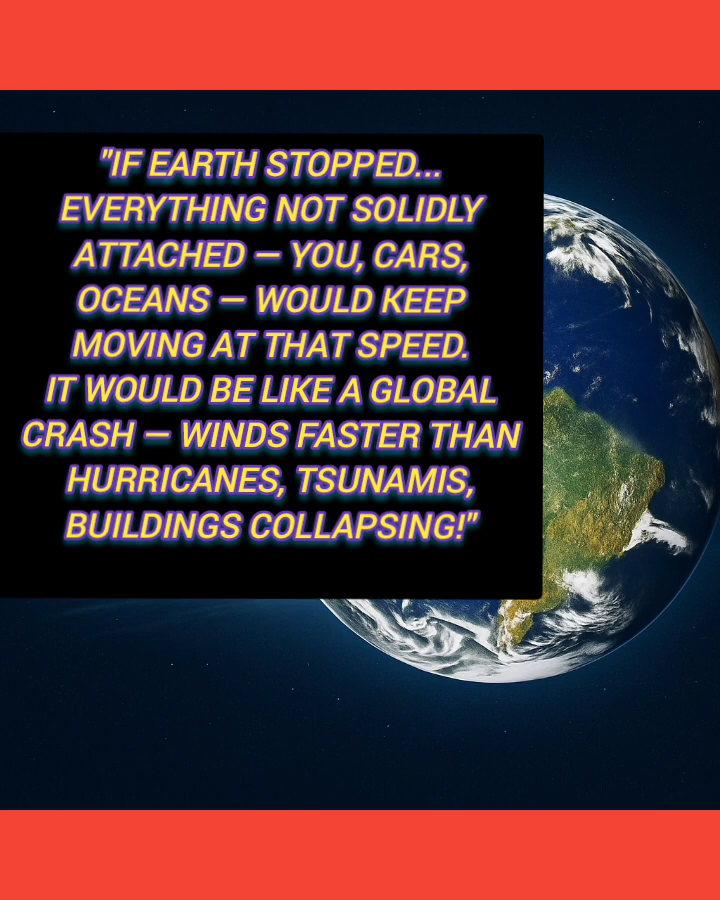 "IF EARTH STOPPED...
EVERYTHING NOT SOLIDLY
ATTACHED — YOU, CARS,
OCEANS — WOULD KEEP
MOVING AT THAT SPEED.
IT WOULD BE LIKE A GLOBAL
CRASH — WINDS FASTER THAN
HURRICANES, TSUNAMIS,
BUILDINGS COLLAPSING!"